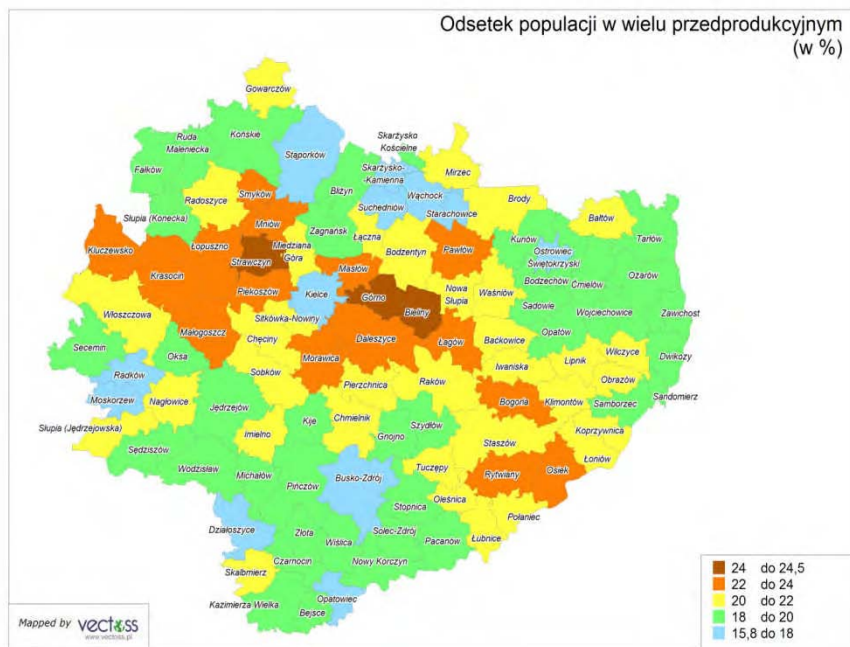 Odsetek populacji w wielu przedprodukcyjnym
(w %)
Gowarczów
Ruda
Maleniecka
Końskie
Fałków
Stąporków
Skarżysko
Kościelne
Skarżysko-
Kamienna
Mirzec
Bliżyn
Wąchock
Suchedniów
Starachowice
Brody
Bałtów
Smyków
Radoszyce
Słupia (Konecka)
Mniów
Zagnańsk
Łączna
Bodzentyn
Pawłów
Kunów
Tarłów
Ostrowiec
Świętokrzyski
Kluczewsko
Łopuszno
Miedziana
Góra
Strawczyn
Masłów
Krasocin
Piekoszów
Kielce
Górno
Bieliny
Nowa
Słupia
Waśniów
Bodzechów
Ćmielów
Ożarów
Sadowie
Wojciechowice
Zawichost
Włoszczowa
Sitkówka-Nowiny
Małogoszcz
Chęciny
Daleszyce
Łagów
Baćkowice
Opatów
Secemin
Oksa
Morawica
Iwaniska
Lipnik
Wilczyce
Dwikozy
Radków
Sobków
Pierzchnica
Raków
Obrazów
Moskorzew
Nagłowice
Jędrzejów
Bogoria
Klimontów
Samborzec
Sandomierz
Słupia (Jędrzejowska)
Imielno
Kije
Chmielnik
Szydłów
Gnojno
Staszów
Koprzywnica
Sędziszów
Łoniów
Wodzisław
Michałów
Pińczów
Busko-Zdrój
Tuczępy
Rytwiany
Osiek
Stopnica
Oleśnica
Połaniec
Działoszyce
Złota
Wiślica
Solec-Zdrój
Pacanów
Łubnice
Skalbmierz
Czarnocin
Nowy Korczyn
Kazimierza Wielka
Bejsce
Opatowiec
24 do 24,5
22 do 24
20 do 22
18 do 20
15,8 do 18
Mapped by vectoss
www.vectoss.pl